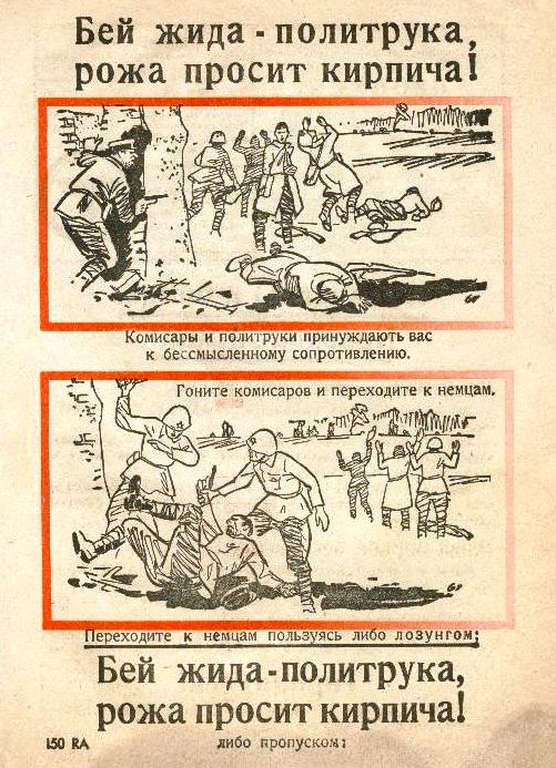 Бей жида - политрука,
рожа просит кирпича!
Комисары и политруки принуждають вас
к бессмысленному сопротивлению.
Гоните комисаров и переходите к немцам.
Переходите к немцам пользуясь либо лозунгом:
Бей жида-политрука,
рожа просит кирпича!
150 RA
либо пропуском: